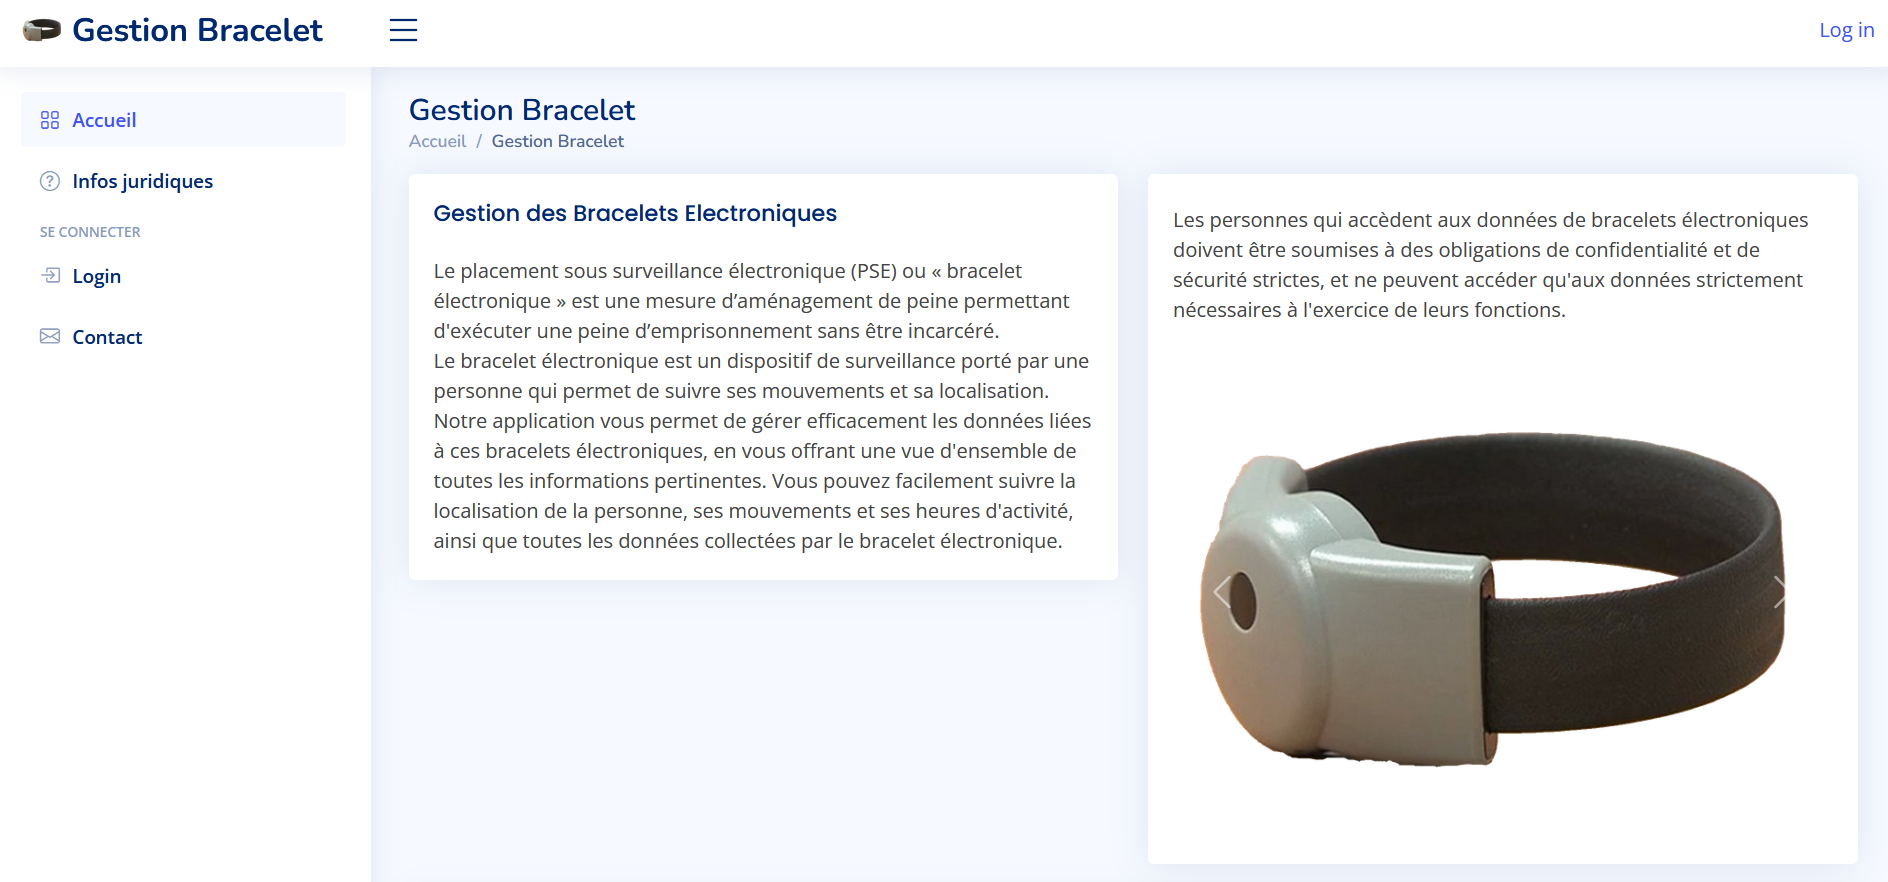 Gestion Bracelet
Log in
Accueil
Infos juridiques
SE CONNECTER
Login
Contact
Gestion Bracelet
Accueil / Gestion Bracelet
Gestion des Bracelets Electroniques
Le placement sous surveillance électronique (PSE) ou « bracelet
électronique » est une mesure d’aménagement de peine permettant
d'exécuter une peine d’emprisonnement sans être incarcéré.
Le bracelet électronique est un dispositif de surveillance porté par une
personne qui permet de suivre ses mouvements et sa localisation.
Notre application vous permet de gérer efficacement les données liées
à ces bracelets électroniques, en vous offrant une vue d'ensemble de
toutes les informations pertinentes. Vous pouvez facilement suivre la
localisation de la personne, ses mouvements et ses heures d'activité,
ainsi que toutes les données collectées par le bracelet électronique.
Les personnes qui accèdent aux données de bracelets électroniques
doivent être soumises à des obligations de confidentialité et de
sécurité strictes, et ne peuvent accéder qu'aux données strictement
nécessaires à l'exercice de leurs fonctions.